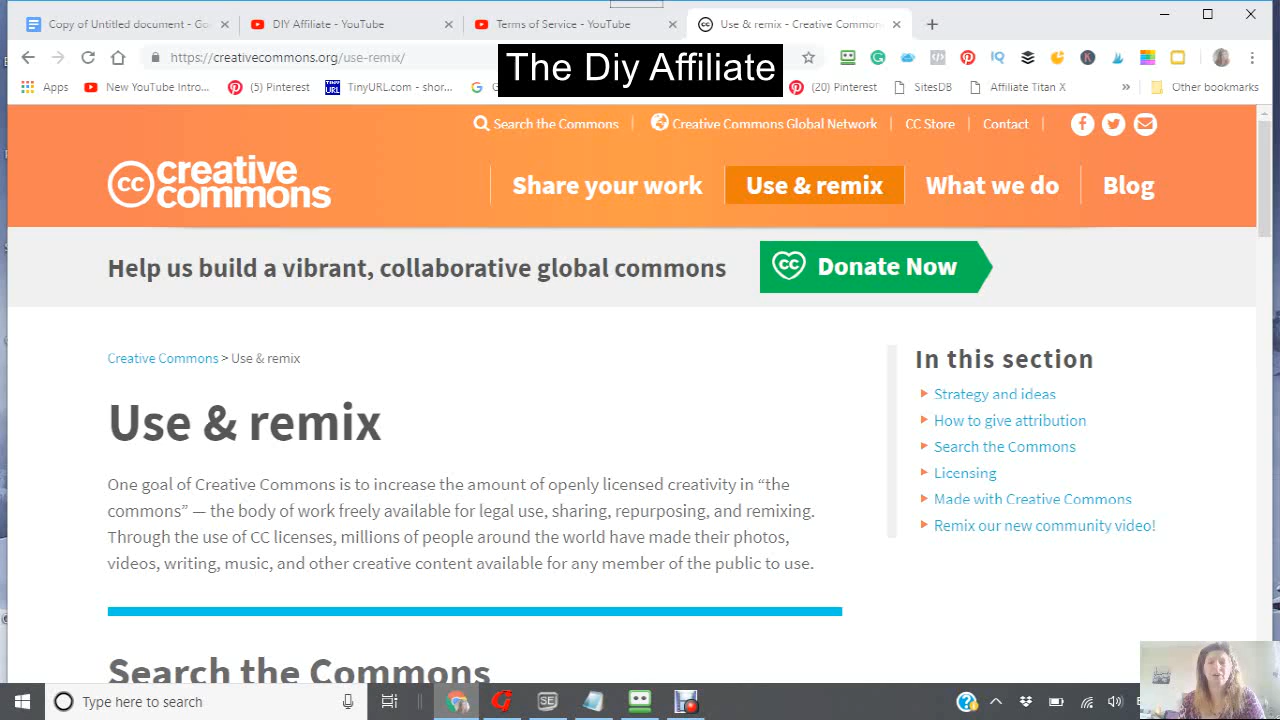 Copy of Untitled document - Go
DIY Affiliate - YouTube
Terms of Service - YouTube
Use & remix - Creative Common
https://creativecommons.org/use-remix/
The Diy Affiliate
Apps
New YouTube Intro...
(5) Pinterest
TinyURL.com - shor...
(20) Pinterest
SitesDB
Affiliate Titan X
Other bookmarks
Search the Commons
Creative Commons Global Network
CC Store
Contact
cc creative commons
Share your work
Use & remix
What we do
Blog
Help us build a vibrant, collaborative global commons
Donate Now
Creative Commons > Use & remix
Use & remix
One goal of Creative Commons is to increase the amount of openly licensed creativity in “the
commons” — the body of work freely available for legal use, sharing, repurposing, and remixing.
Through the use of CC licenses, millions of people around the world have made their photos,
videos, writing, music, and other creative content available for any member of the public to use.
Search the Commons
In this section
Strategy and ideas
How to give attribution
Search the Commons
Licensing
Made with Creative Commons
Remix our new community video!
Type here to search